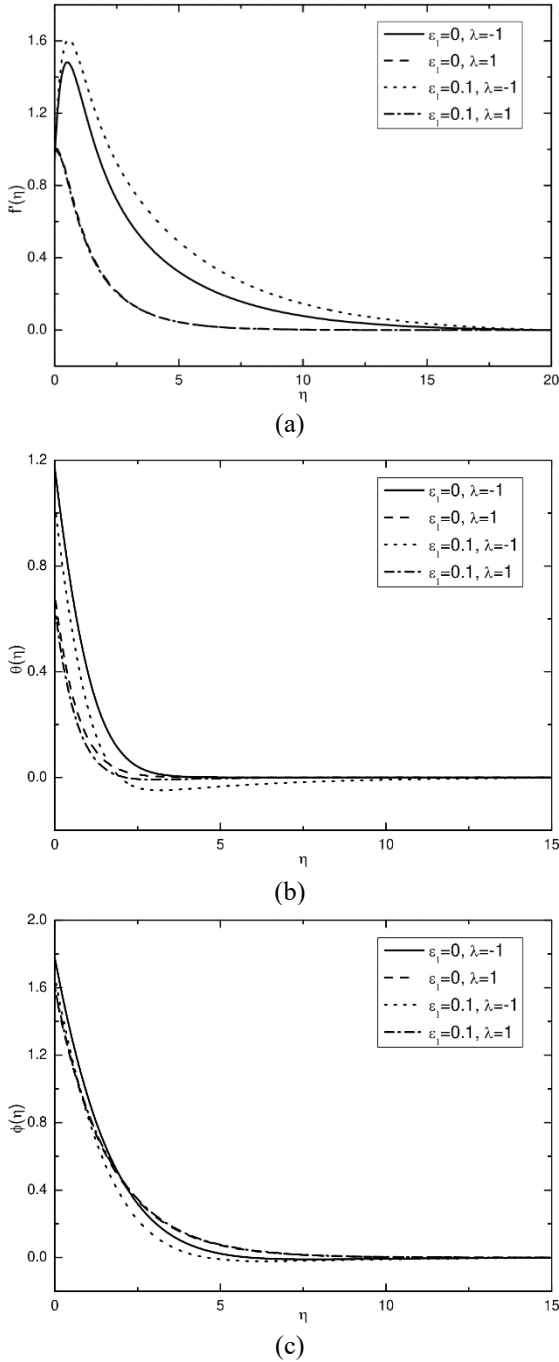 1.6
1.2
0.8
0.4
0.0
f'(η)
ε₁=0, λ=-1
ε₁=0, λ=1
ε₁=0.1, λ=-1
ε₁=0.1, λ=1
0 5 10 15 20
η
(a)
1.2
0.8
0.4
0.0
θ(η)
ε₁=0, λ=-1
ε₁=0, λ=1
ε₁=0.1, λ=-1
ε₁=0.1, λ=1
0 5 10 15
η
(b)
2.0
1.6
1.2
0.8
0.4
0.0
ϕ(η)
ε₁=0, λ=-1
ε₁=0, λ=1
ε₁=0.1, λ=-1
ε₁=0.1, λ=1
0 5 10 15
η
(c)